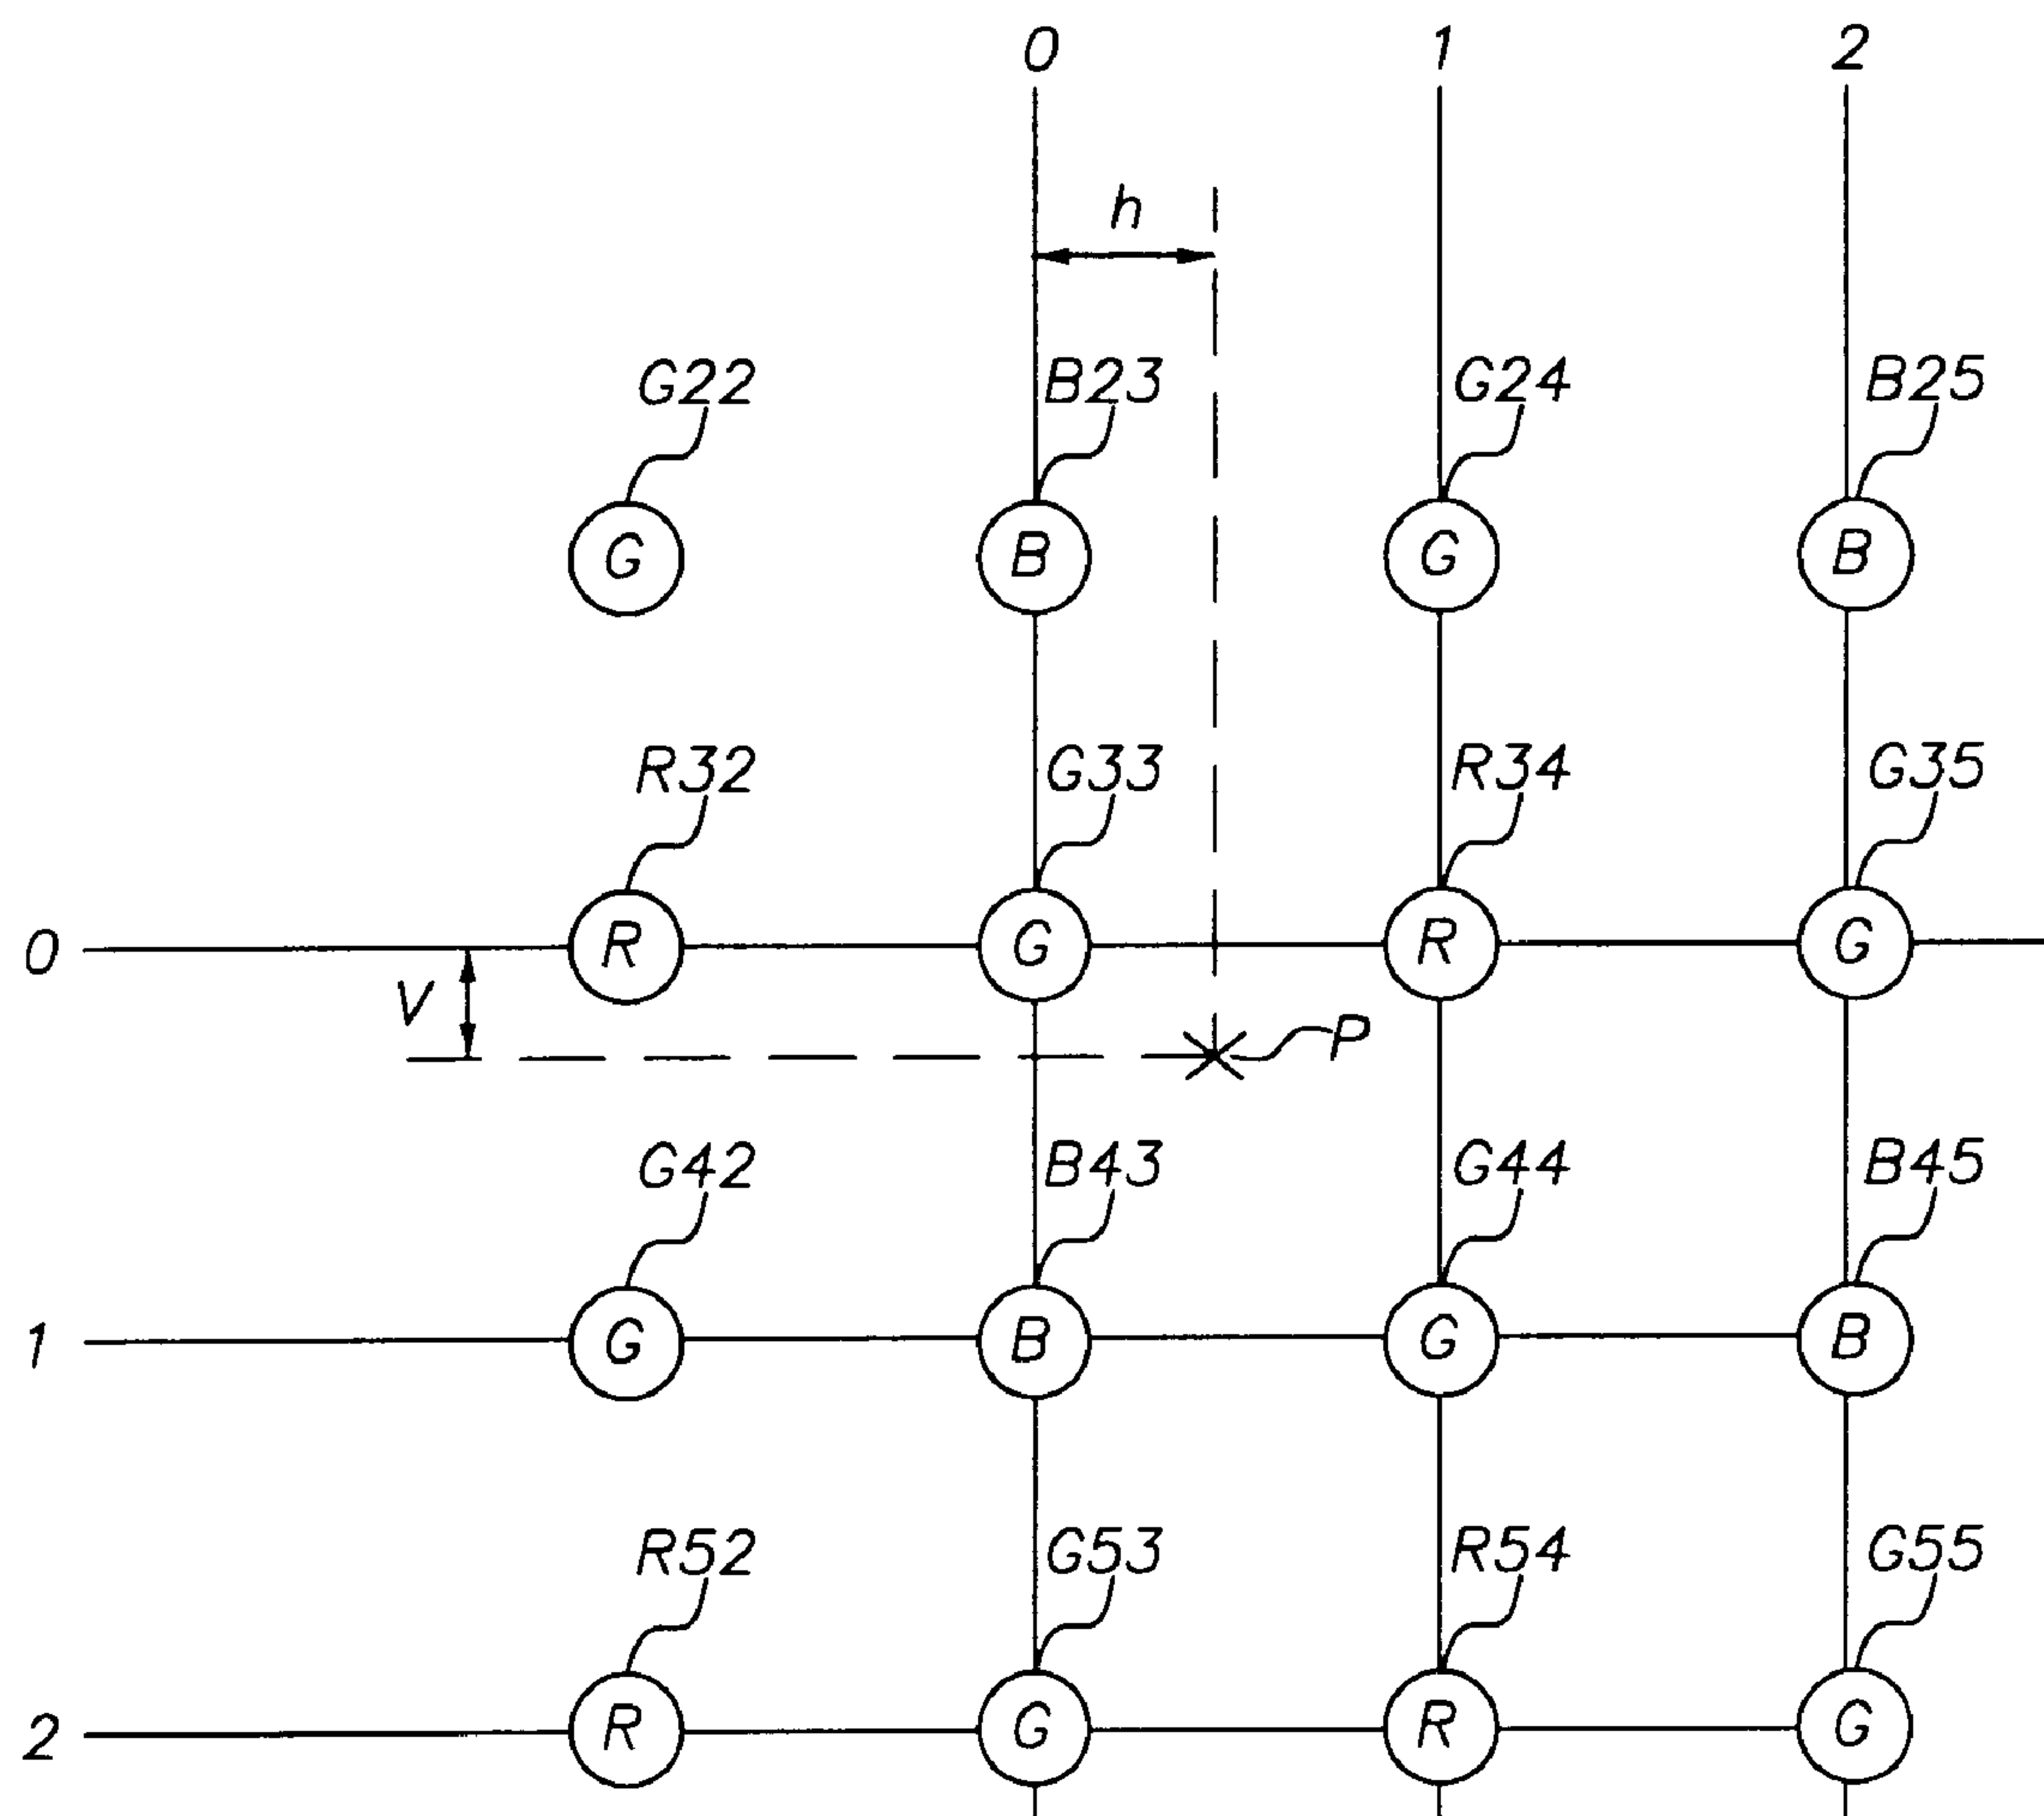 0 1 2
h
G22 B23 G24 B25
G B G B
R32 G33 R34 G35
0 R G R G
V P
G42 B43 G44 B45
1 G B G B
R52 G53 R54 G55
2 R G R G